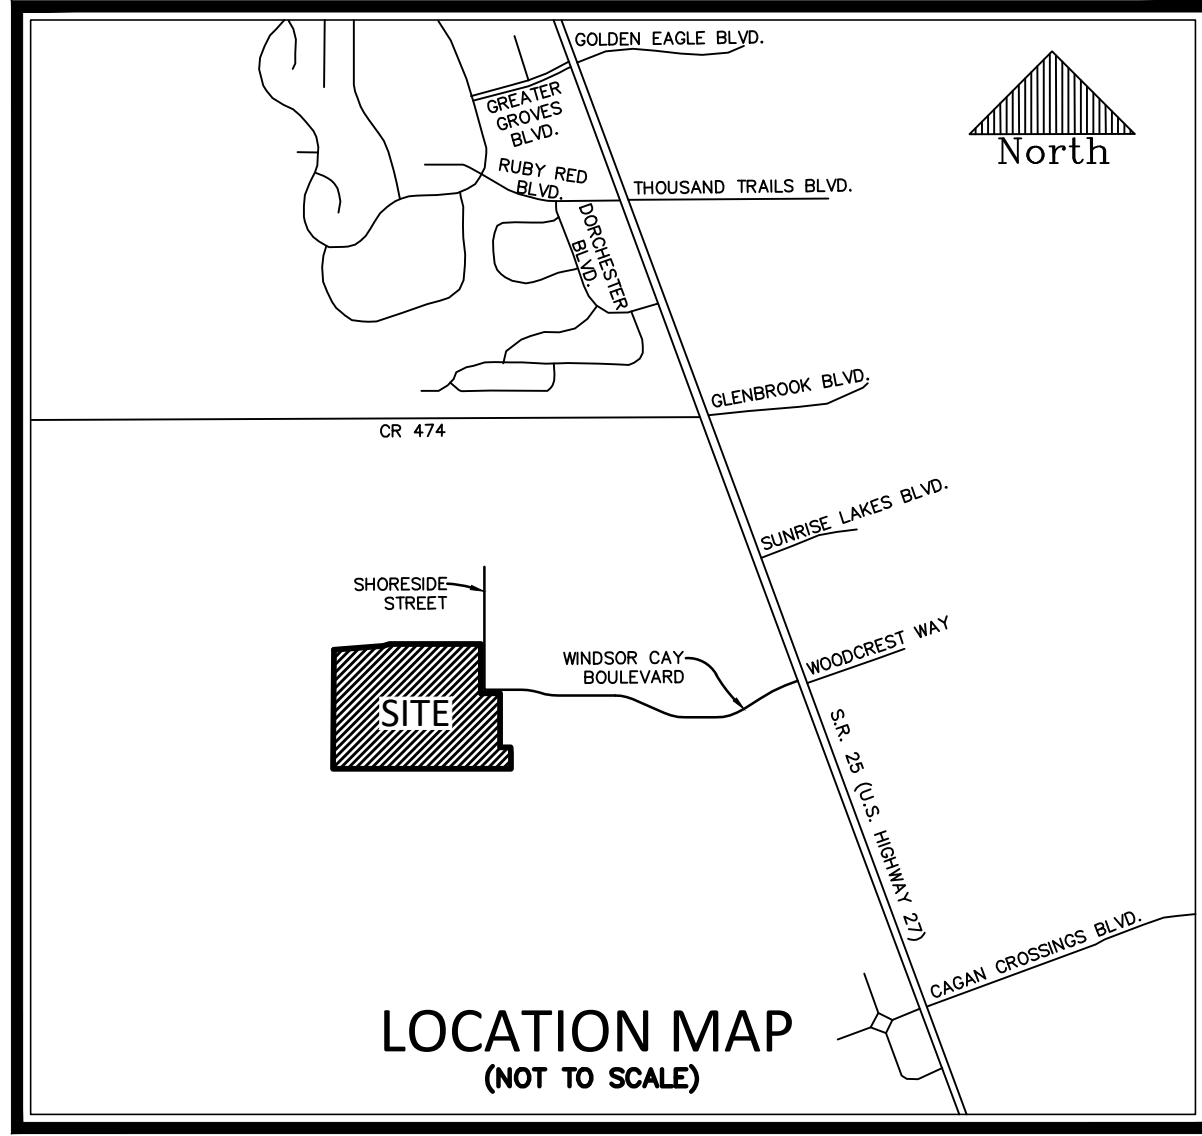 GOLDEN EAGLE BLVD.
GREATER
GROVES
BLVD.
North
RUBY RED
BLVD.
THOUSAND TRAILS BLVD.
DORCHESTER
BLVD.
GLENBROOK BLVD.
CR 474
SUNRISE LAKES BLVD.
SHORESIDE
STREET
WOODCREST WAY
WINDSOR CAY
BOULEVARD
SITE
S.R. 25 (U.S. HIGHWAY 27)
CAGAN CROSSINGS BLVD.
LOCATION MAP
(NOT TO SCALE)